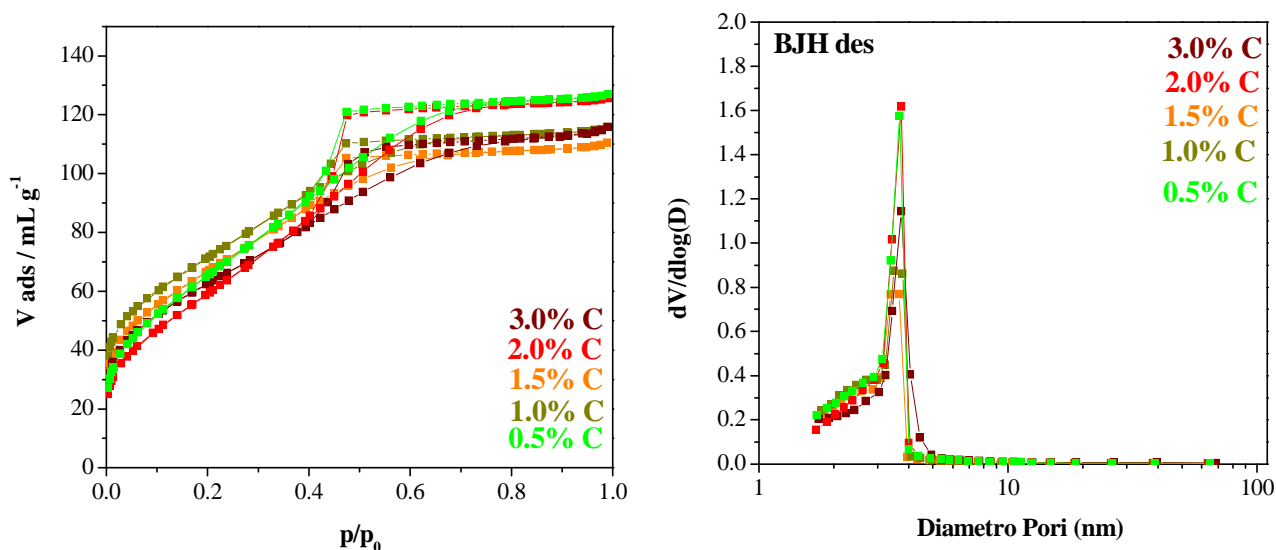 140
120
100
80
60
40
20
0
V ads / mL g⁻¹
3.0% C
2.0% C
1.5% C
1.0% C
0.5% C
0.0 0.2 0.4 0.6 0.8 1.0
p/p₀
2.0
1.8
1.6
1.4
1.2
1.0
0.8
0.6
0.4
0.2
0.0
dV/dlog(D)
BJH des
3.0% C
2.0% C
1.5% C
1.0% C
0.5% C
1 10 100
Diametro Pori (nm)